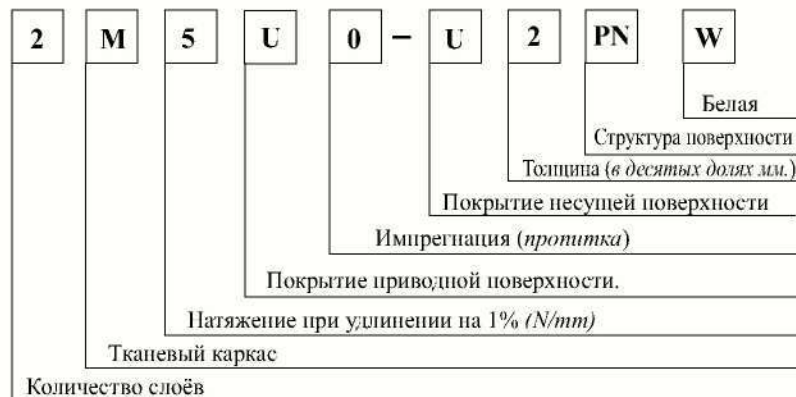 2 M 5 U 0 – U 2 PN W
Белая
Структура поверхности
Толщина (в десятых долях мм.)
Покрытие несущей поверхности
Импрегнация (пропитка)
Покрытие приводной поверхности.
Натяжение при удлинении на 1% (N/mm)
Тканевый каркас
Количество слоёв